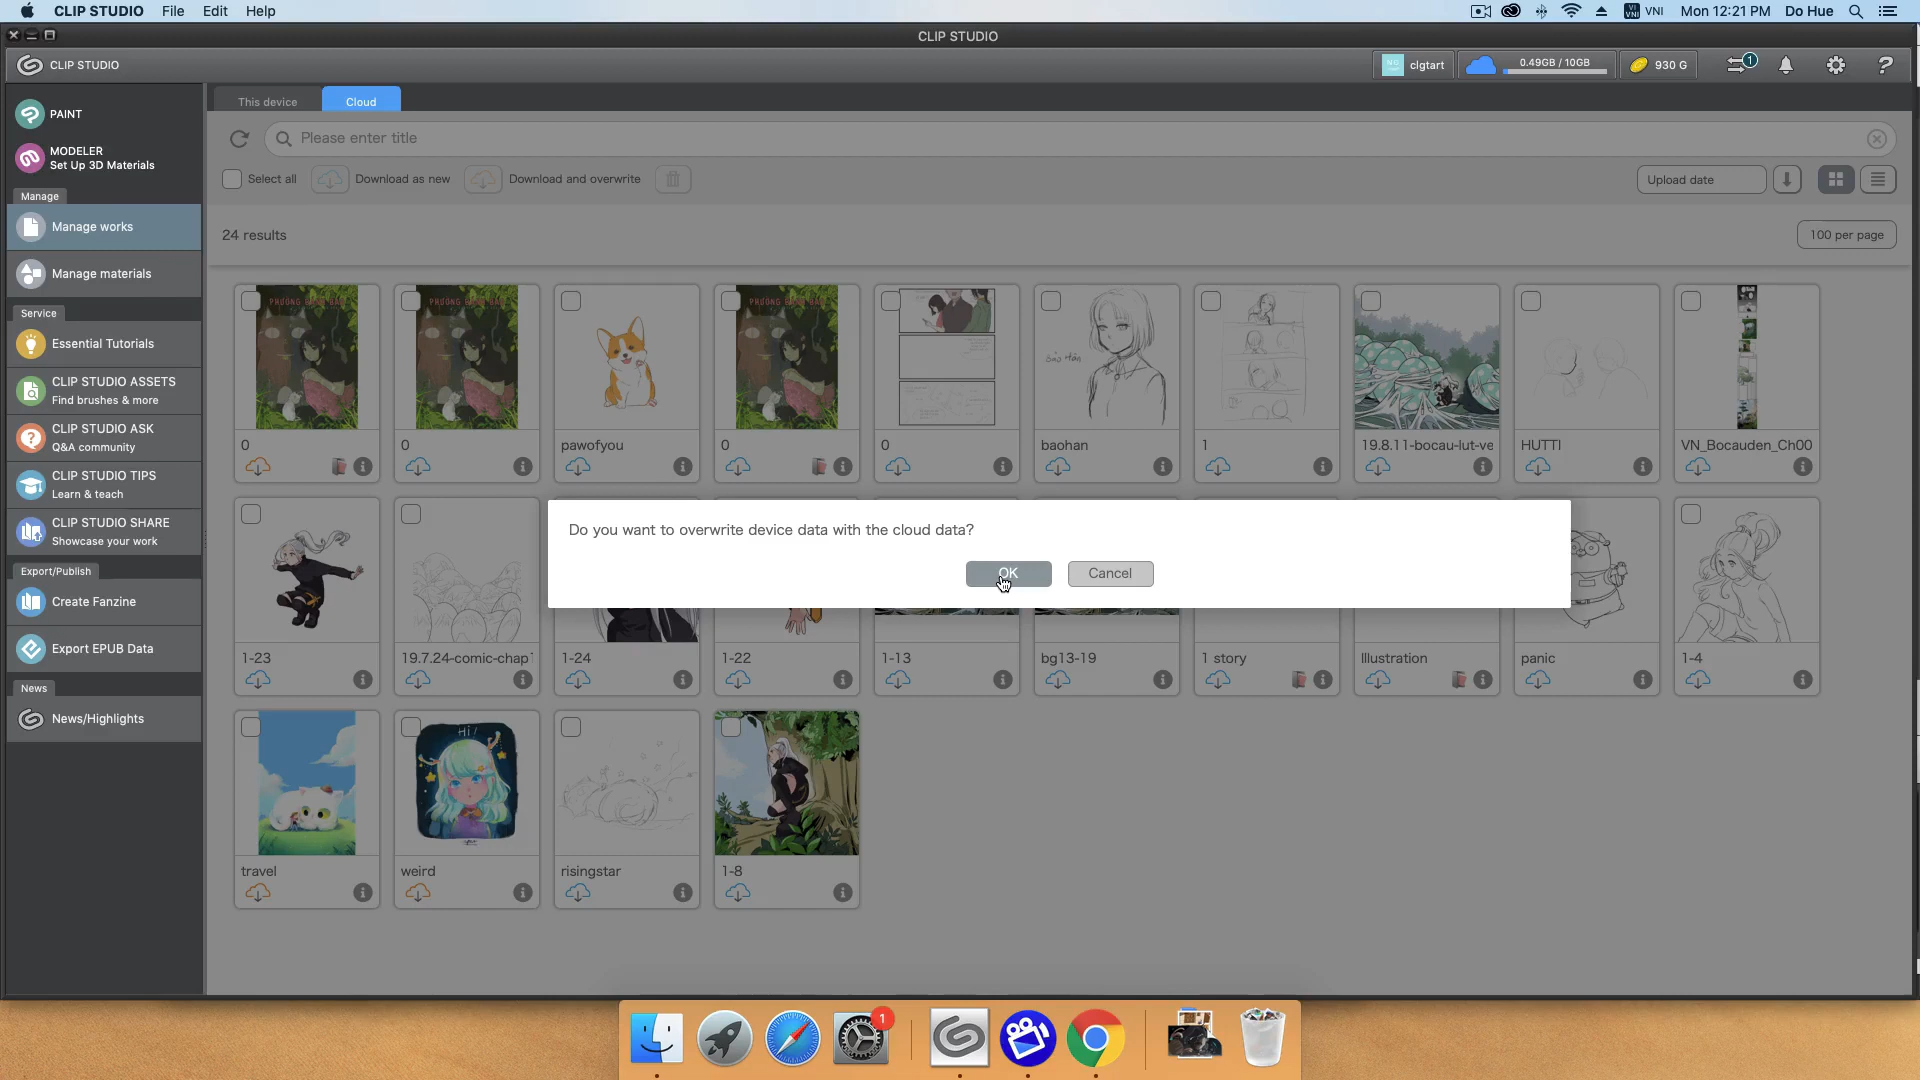 CLIP STUDIO File Edit Help
VNI Mon 12:21 PM Do Hue
CLIP STUDIO
CLIP STUDIO
clgtart 0.49GB / 10GB 930 G 1
PAINT
MODELER
Set Up 3D Materials
Manage
Manage works
Manage materials
Service
Essential Tutorials
CLIP STUDIO ASSETS
Find brushes & more
CLIP STUDIO ASK
Q&A community
CLIP STUDIO TIPS
Learn & teach
CLIP STUDIO SHARE
Showcase your work
Export/Publish
Create Fanzine
Export EPUB Data
News
News/Highlights
This device Cloud
Please enter title
Select all Download as new Download and overwrite
Upload date
24 results
100 per page
0 0 pawofyou 0 0 baohan 1 19.8.11-bocau-lut-ve HUTTI VN_Bocauden_Ch00
Do you want to overwrite device data with the cloud data?
OK Cancel
1-23 19.7.24-comic-chap 1-24 1-22 1-13 bg13-19 1 story Illustration panic 1-4
Hi!
travel weird risingstar 1-8
1